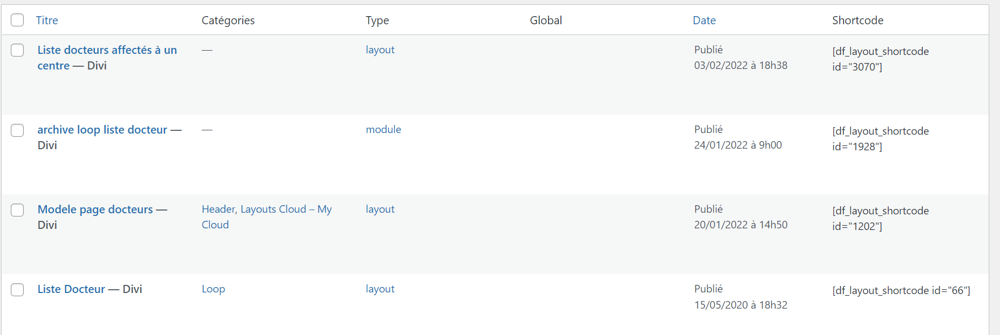 Titre Catégories Type Global Date Shortcode
Liste docteurs affectés à un — layout Publié [df_layout_shortcode
centre — Divi 03/02/2022 à 18h38 id="3070"]
archive loop liste docteur — — module Publié [df_layout_shortcode
Divi 24/01/2022 à 9h00 id="1928"]
Modele page docteurs — Header, Layouts Cloud – My layout Publié [df_layout_shortcode
Divi Cloud 20/01/2022 à 14h50 id="1202"]
Liste Docteur — Divi Loop layout Publié [df_layout_shortcode id="66"]
15/05/2020 à 18h32